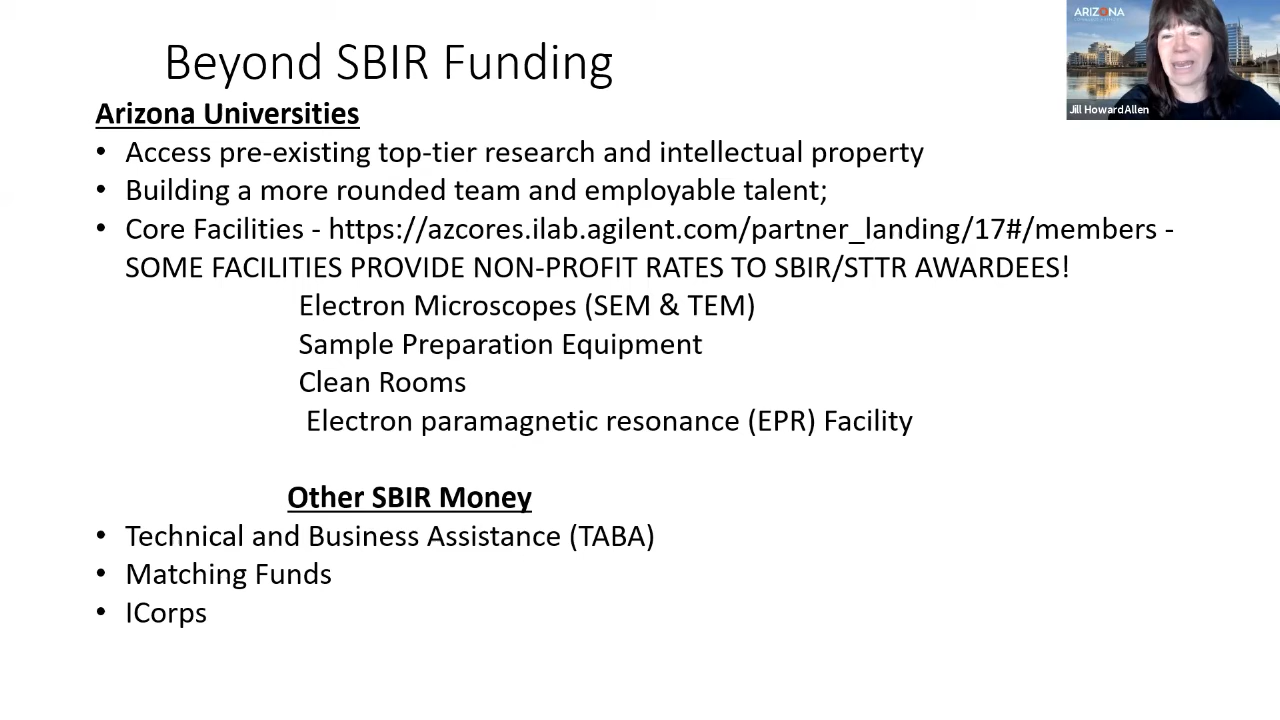 Beyond SBIR Funding
ARIZONA
Jill HowardAllen
Arizona Universities
• Access pre-existing top-tier research and intellectual property
• Building a more rounded team and employable talent;
• Core Facilities - https://azcores.ilab.agilent.com/partner_landing/17#/members -
SOME FACILITIES PROVIDE NON-PROFIT RATES TO SBIR/STTR AWARDEES!
Electron Microscopes (SEM & TEM)
Sample Preparation Equipment
Clean Rooms
Electron paramagnetic resonance (EPR) Facility
Other SBIR Money
• Technical and Business Assistance (TABA)
• Matching Funds
• ICorps